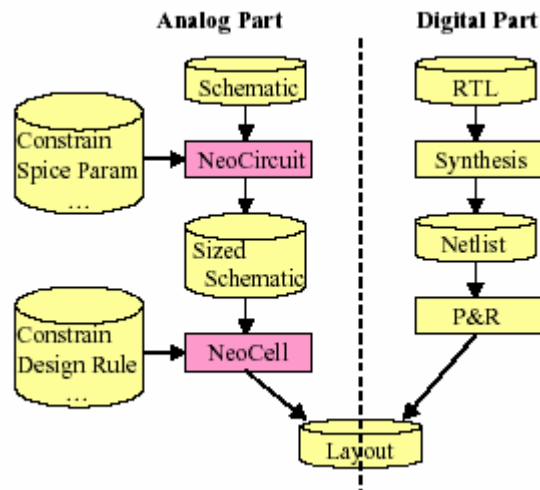 Analog Part
Digital Part
Schematic
RTL
Constrain
Spice Param
...
NeoCircuit
Synthesis
Sized
Schematic
Netlist
Constrain
Design Rule
...
NeoCell
P&R
Layout